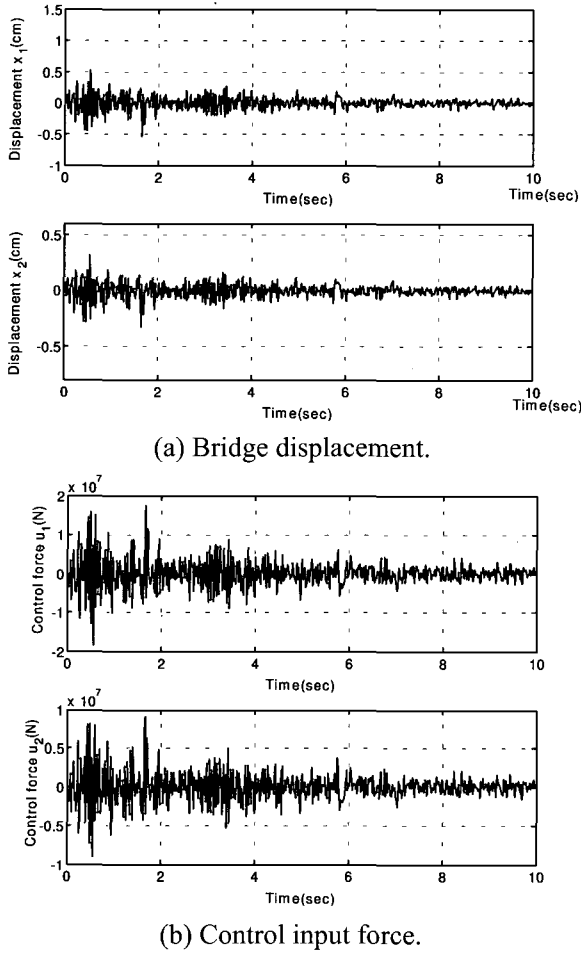 1.5
1
0.5
0
-0.5
-1
Displacement x₁(cm)
0 2 4 6 8 10
Time(sec) Time(sec)
0.5
0
-0.5
Displacement x₂(cm)
0 2 4 6 8 10
Time(sec) Time(sec)
(a) Bridge displacement.
x 10⁷
2
1
0
-1
-2
Control force u₁(N)
0 2 4 6 8 10
Time(sec)
x 10⁷
1
0.5
0
-0.5
-1
Control force u₂(N)
0 2 4 6 8 10
Time(sec)
(b) Control input force.